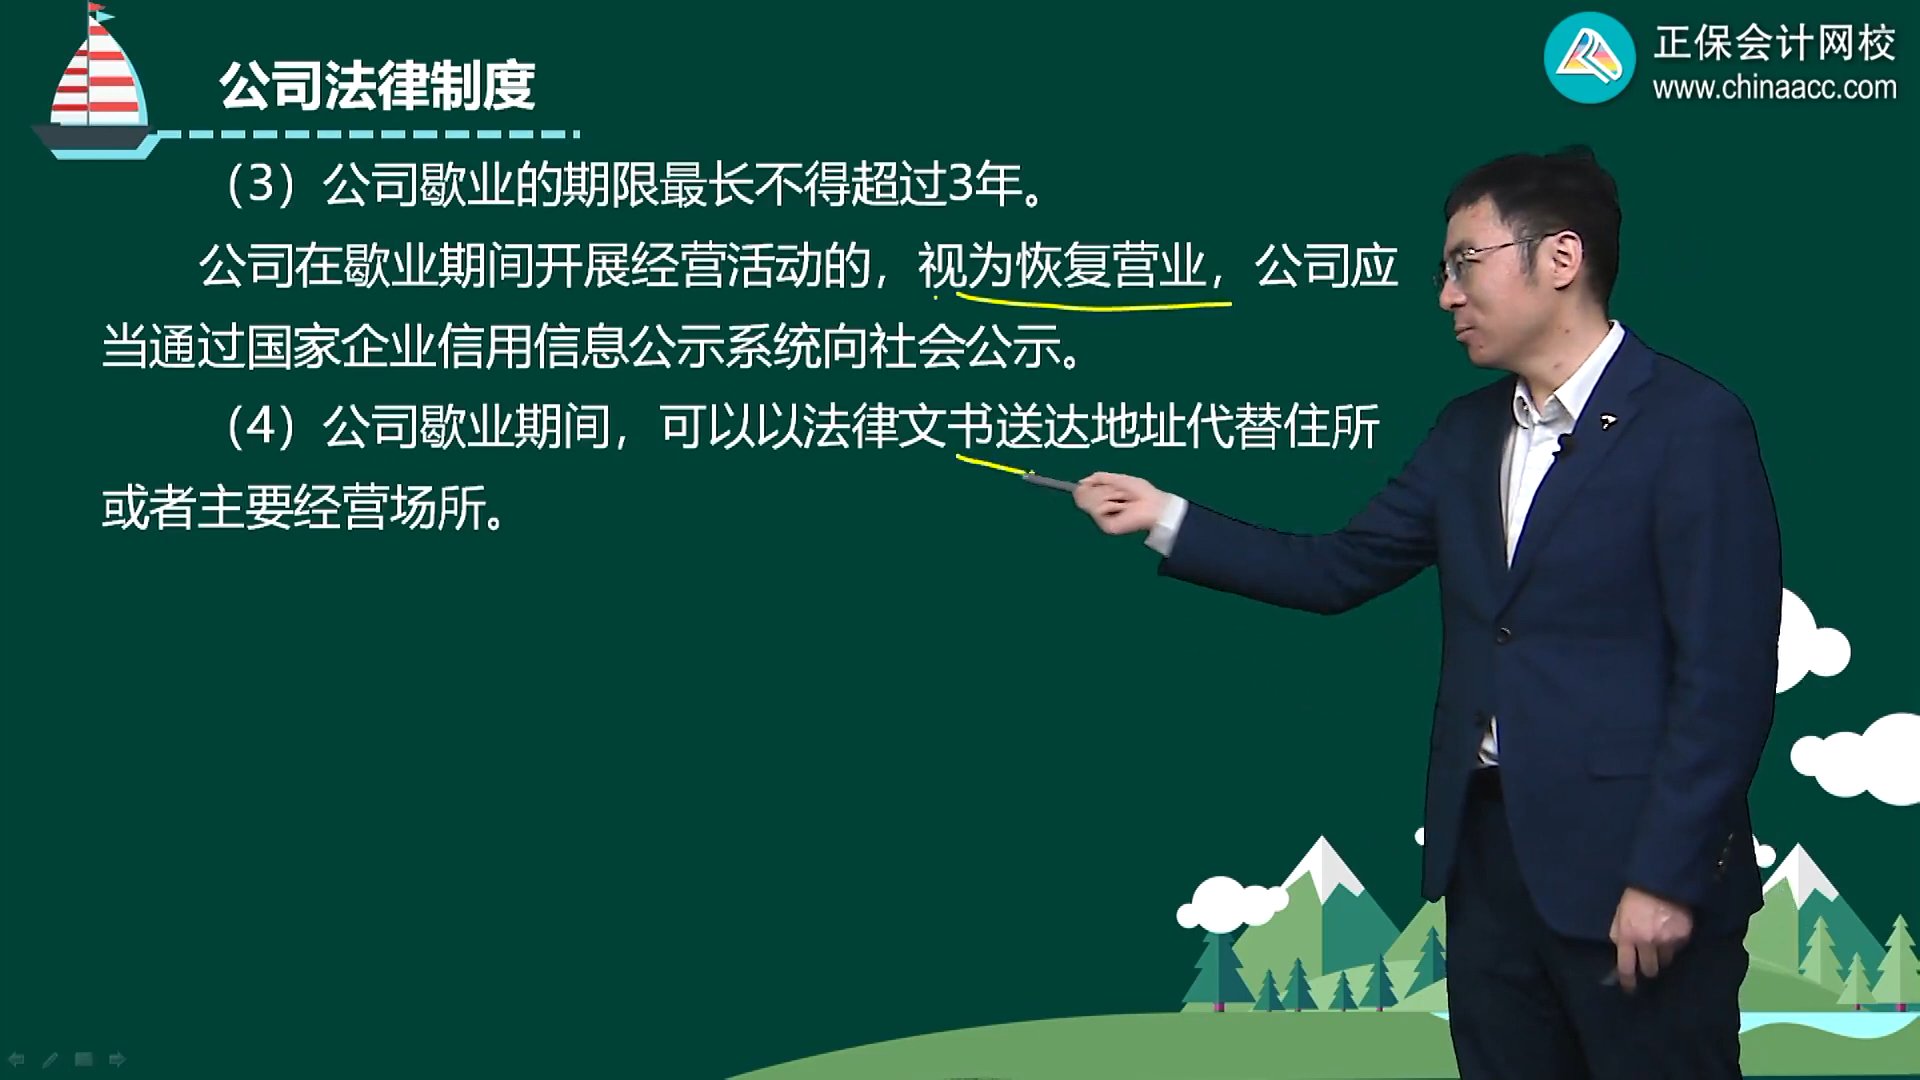 公司法律制度
正保会计网校
www.chinaacc.com
（3）公司歇业的期限最长不得超过3年。
公司在歇业期间开展经营活动的，视为恢复营业，公司应
当通过国家企业信用信息公示系统向社会公示。
（4）公司歇业期间，可以以法律文书送达地址代替住所
或者主要经营场所。